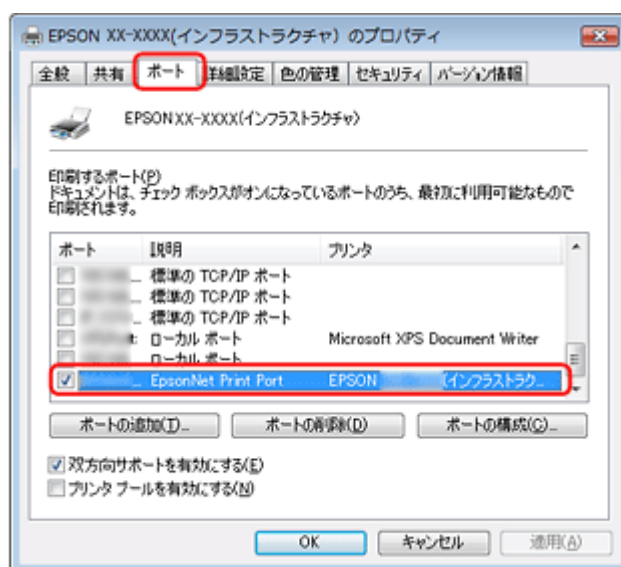 EPSON XX-XXXX(インフラストラクチャ) のプロパティ
全般 共有 ポート 詳細設定 色の管理 セキュリティ バージョン情報
EPSON XX-XXXX(インフラストラクチャ)
印刷するポート(P)
ドキュメントは、チェック ボックスがオンになっているポートのうち、最初に利用可能なもので
印刷されます。
ポート 説明 プリンタ
... 標準の TCP/IP ポート
... 標準の TCP/IP ポート
... 標準の TCP/IP ポート
t: ローカル ポート Microsoft XPS Document Writer
ローカル ポート
... EpsonNet Print Port EPSON (インフラストラク...
ポートの追加(T)... ポートの削除(D) ポートの構成(C)...
双方向サポートを有効にする(E)
プリンタ プールを有効にする(N)
OK キャンセル 適用(A)